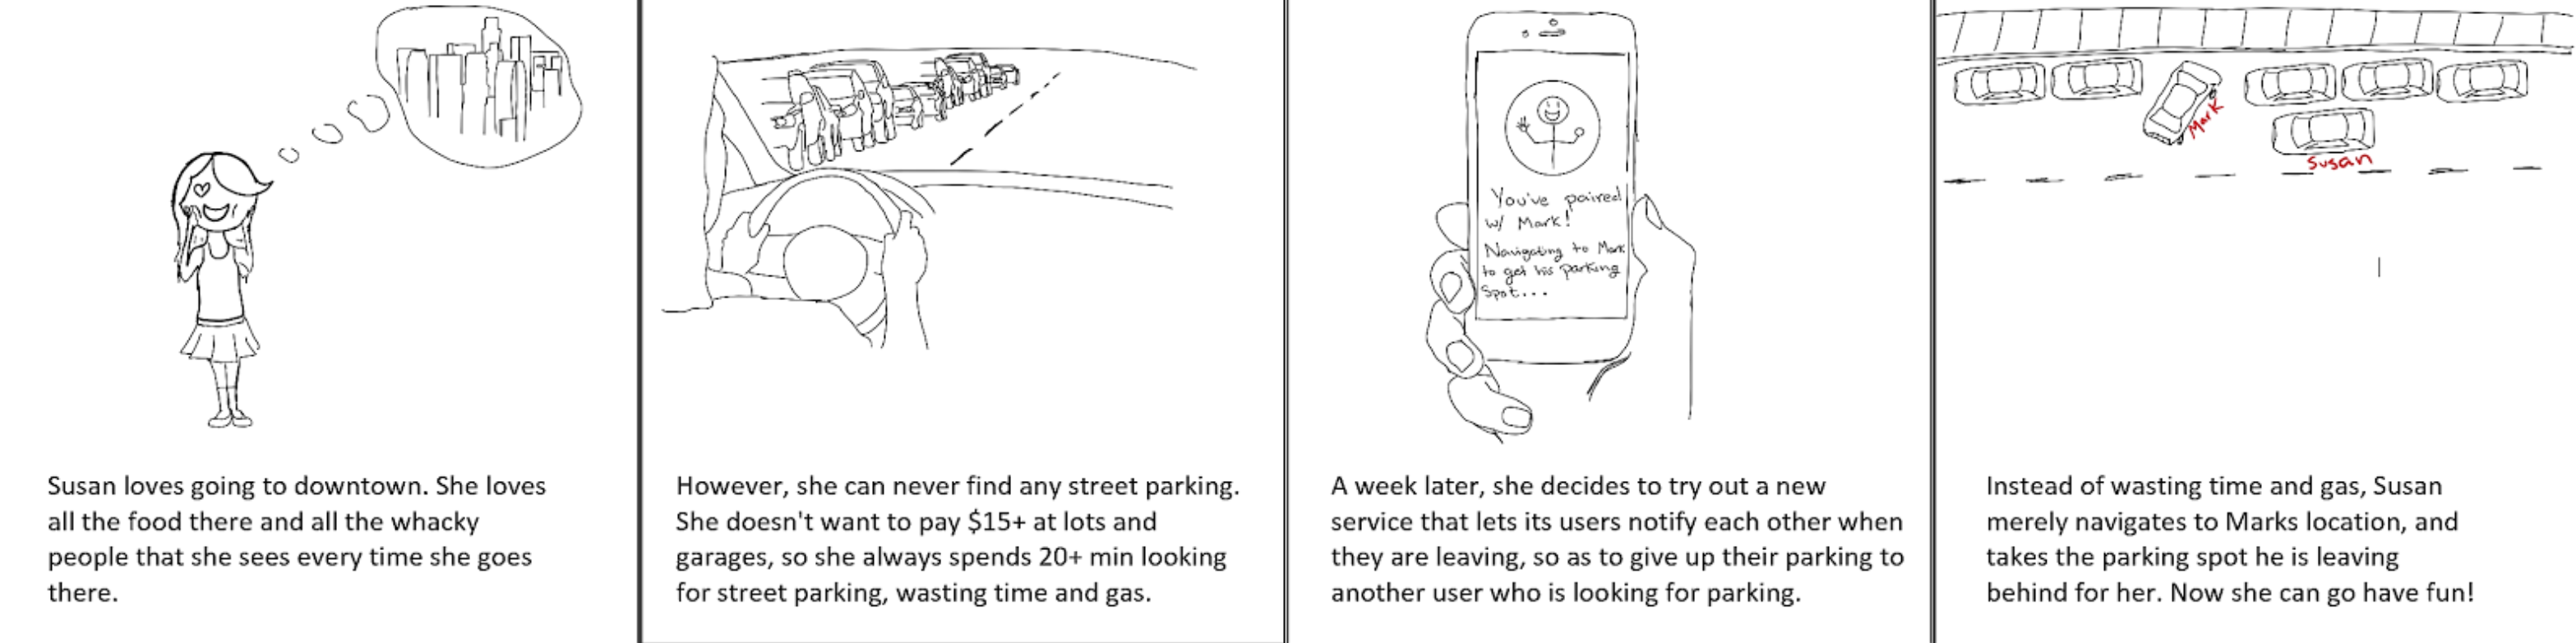 Susan loves going to downtown. She loves
all the food there and all the whacky
people that she sees every time she goes
there.
However, she can never find any street parking.
She doesn't want to pay $15+ at lots and
garages, so she always spends 20+ min looking
for street parking, wasting time and gas.
You've paired
w/ Mark!
Navigating to Mark
to get his parking
spot...
A week later, she decides to try out a new
service that lets its users notify each other when
they are leaving, so as to give up their parking to
another user who is looking for parking.
Mark
Susan
Instead of wasting time and gas, Susan
merely navigates to Marks location, and
takes the parking spot he is leaving
behind for her. Now she can go have fun!